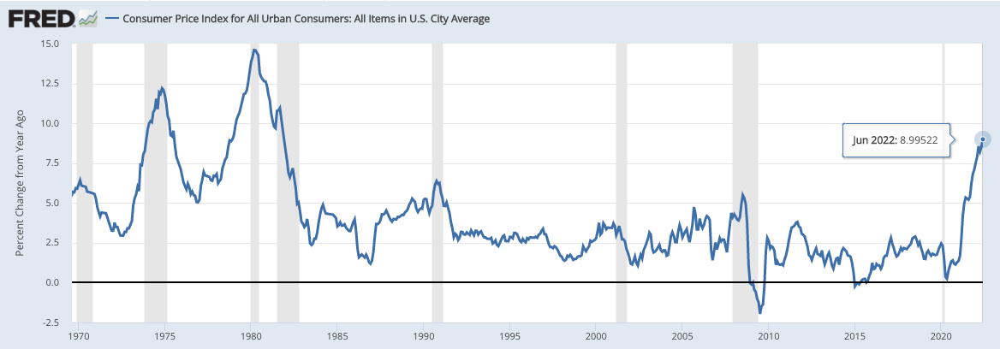 FRED
Consumer Price Index for All Urban Consumers: All Items in U.S. City Average
Percent Change from Year Ago
15.0
12.5
10.0
7.5
5.0
2.5
0.0
-2.5
Jun 2022: 8.99522
1970 1975 1980 1985 1990 1995 2000 2005 2010 2015 2020